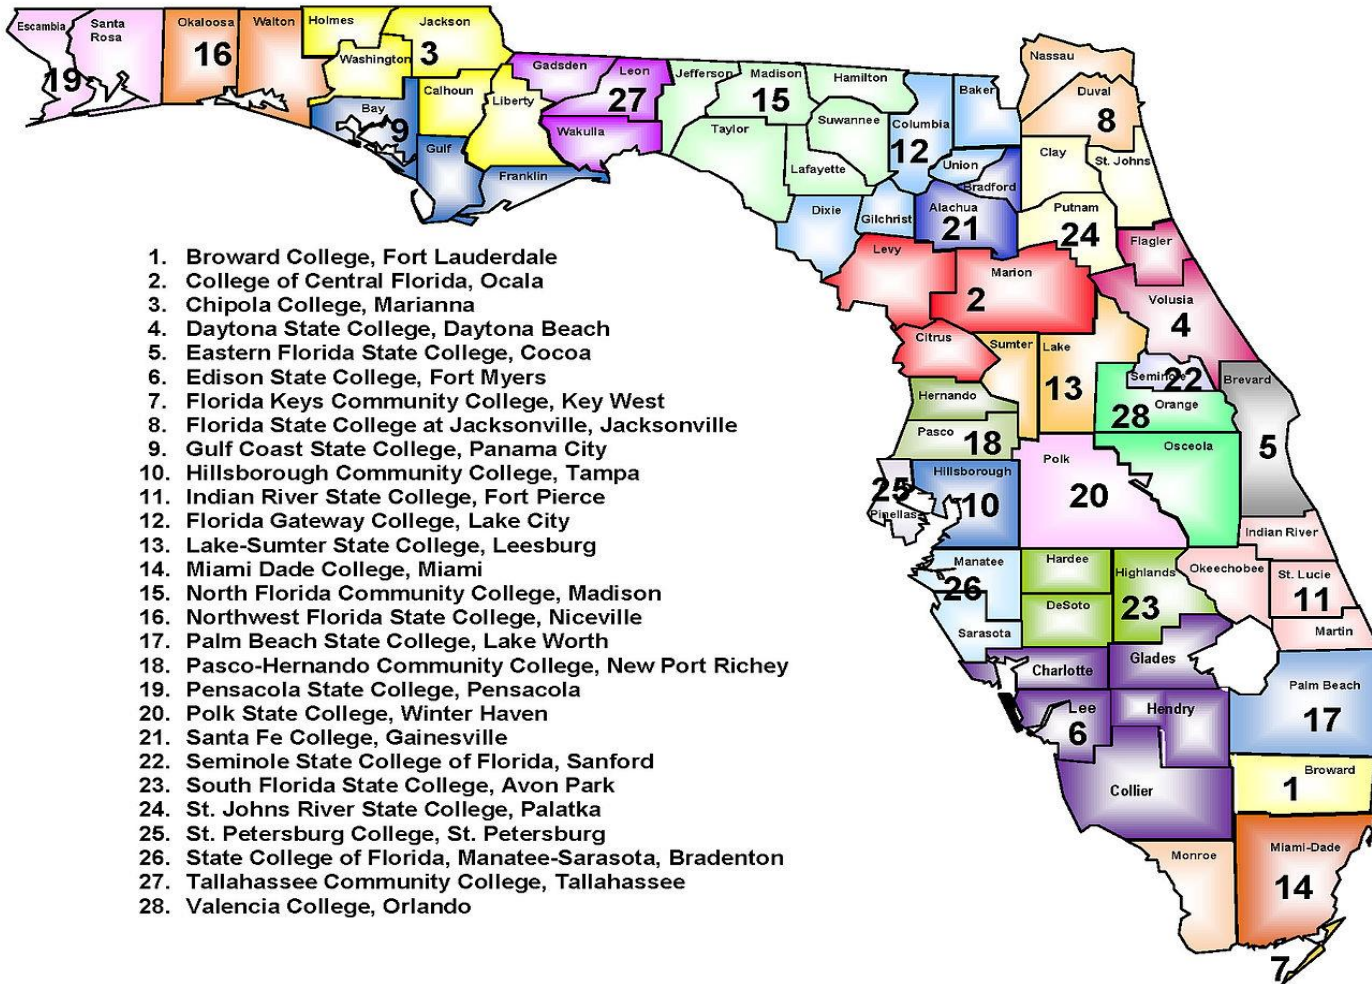 Escambia
Santa
Rosa
19
Okaloosa
16
Walton
Holmes
Jackson
3
Washington
Bay
9
Calhoun
Gulf
Liberty
Franklin
Gadsden
Leon
27
Wakulla
Jefferson
Madison
15
Hamilton
Taylor
Suwannee
Lafayette
Columbia
12
Baker
Union
Bradford
Dixie
Gilchrist
Alachua
21
Nassau
Duval
8
Clay
St. Johns
Putnam
24
Flagler
Levy
Marion
2
Volusia
4
Citrus
Sumter
Lake
13
Seminole
22
Brevard
5
Hernando
Orange
28
Pasco
18
Osceola
Polk
20
Hillsborough
10
25
Pinellas
Indian River
Manatee
26
Hardee
Highlands
23
Okeechobee
St. Lucie
11
DeSoto
Sarasota
Martin
Charlotte
Glades
Palm Beach
17
Lee
6
Hendry
Collier
Broward
1
Monroe
Miami-Dade
14
7
1. Broward College, Fort Lauderdale
2. College of Central Florida, Ocala
3. Chipola College, Marianna
4. Daytona State College, Daytona Beach
5. Eastern Florida State College, Cocoa
6. Edison State College, Fort Myers
7. Florida Keys Community College, Key West
8. Florida State College at Jacksonville, Jacksonville
9. Gulf Coast State College, Panama City
10. Hillsborough Community College, Tampa
11. Indian River State College, Fort Pierce
12. Florida Gateway College, Lake City
13. Lake-Sumter State College, Leesburg
14. Miami Dade College, Miami
15. North Florida Community College, Madison
16. Northwest Florida State College, Niceville
17. Palm Beach State College, Lake Worth
18. Pasco-Hernando Community College, New Port Richey
19. Pensacola State College, Pensacola
20. Polk State College, Winter Haven
21. Santa Fe College, Gainesville
22. Seminole State College of Florida, Sanford
23. South Florida State College, Avon Park
24. St. Johns River State College, Palatka
25. St. Petersburg College, St. Petersburg
26. State College of Florida, Manatee-Sarasota, Bradenton
27. Tallahassee Community College, Tallahassee
28. Valencia College, Orlando